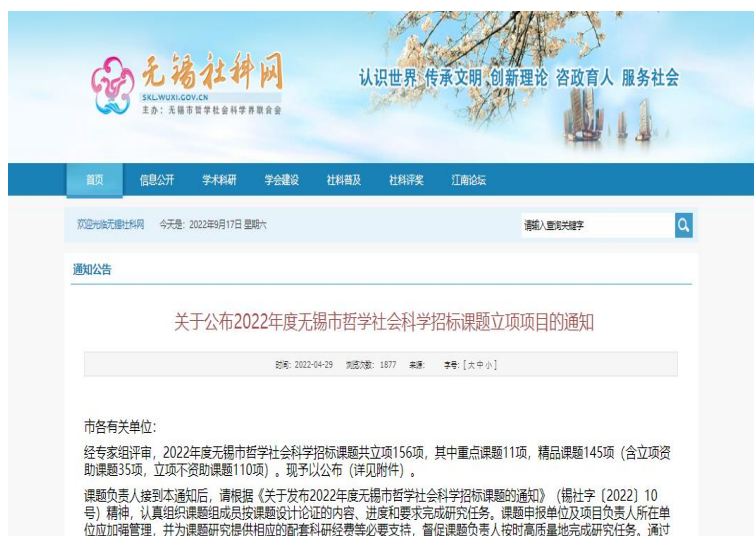 无锡社科网
SKL.WUXI.GOV.CN
主办：无锡市哲学社会科学界联合会
认识世界 传承文明 创新理论 咨政育人 服务社会
首页 信息公开 学术科研 学会建设 社科普及 社科评奖 江南论坛
欢迎光临无锡社科网 今天是：2022年9月17日 星期六 请输入查询关键字
通知公告
关于公布2022年度无锡市哲学社会科学招标课题立项项目的通知
时间：2022-04-29 浏览次数：1877 来源： 字号：[ 大 中 小 ]
市各有关单位：
经专家组评审，2022年度无锡市哲学社会科学招标课题共立项156项，其中重点课题11项，精品课题145项（含立项资
助课题35项，立项不资助课题110项）。现予以公布（详见附件）。
课题负责人接到本通知后，请根据《关于发布2022年度无锡市哲学社会科学招标课题的通知》（锡社字〔2022〕10
号）精神，认真组织课题组成员按课题设计论证的内容、进度和要求完成研究任务。课题申报单位及项目负责人所在单
位应加强管理，并为课题研究提供相应的配套科研经费等必要支持，督促课题负责人按时高质量地完成研究任务。通过